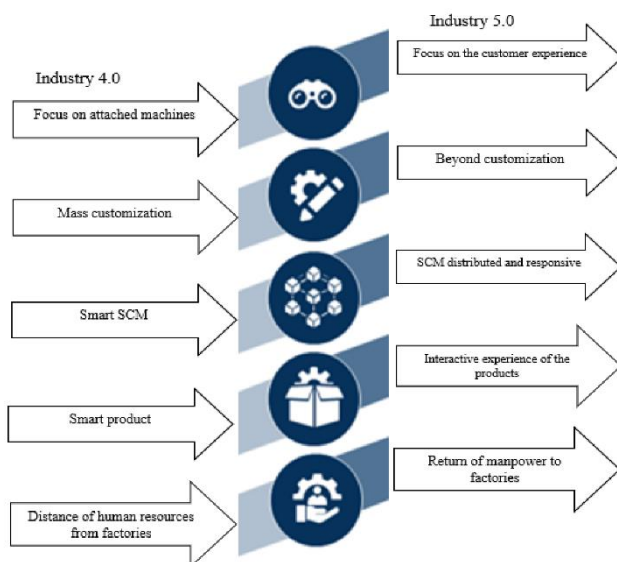 Industry 5.0
Focus on the customer experience
Industry 4.0
Focus on attached machines
Beyond customization
Mass customization
SCM distributed and responsive
Smart SCM
Interactive experience of the
products
Smart product
Return of manpower to
factories
Distance of human resources
from factories